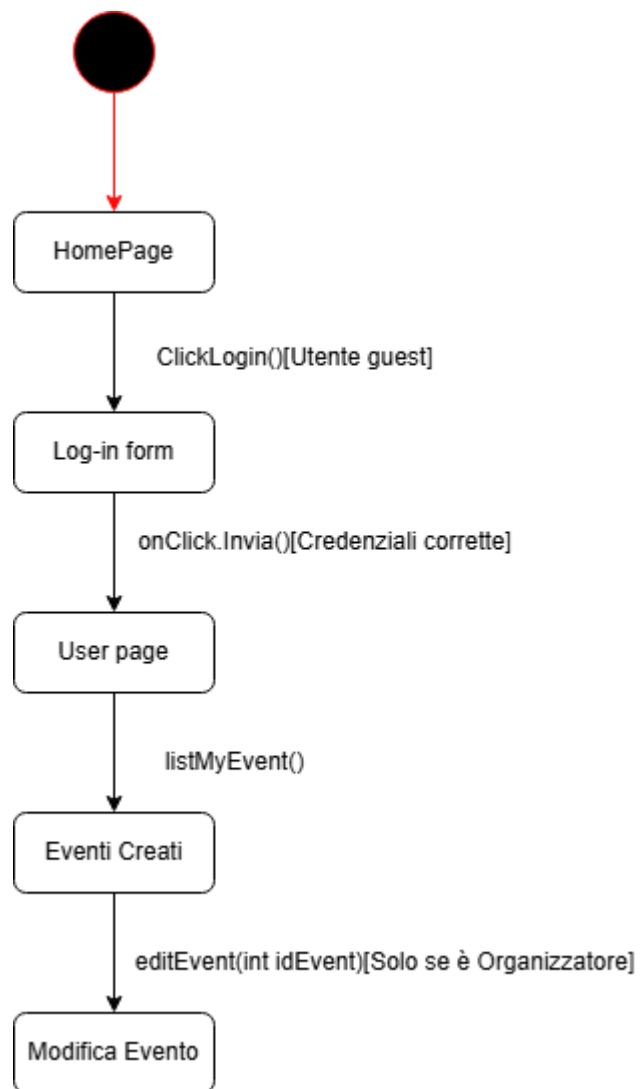 HomePage
ClickLogin()[Utente guest]
Log-in form
onClick.Invia()[Credenziali corrette]
User page
listMyEvent()
Eventi Creati
editEvent(int idEvent)[Solo se è Organizzatore]
Modifica Evento